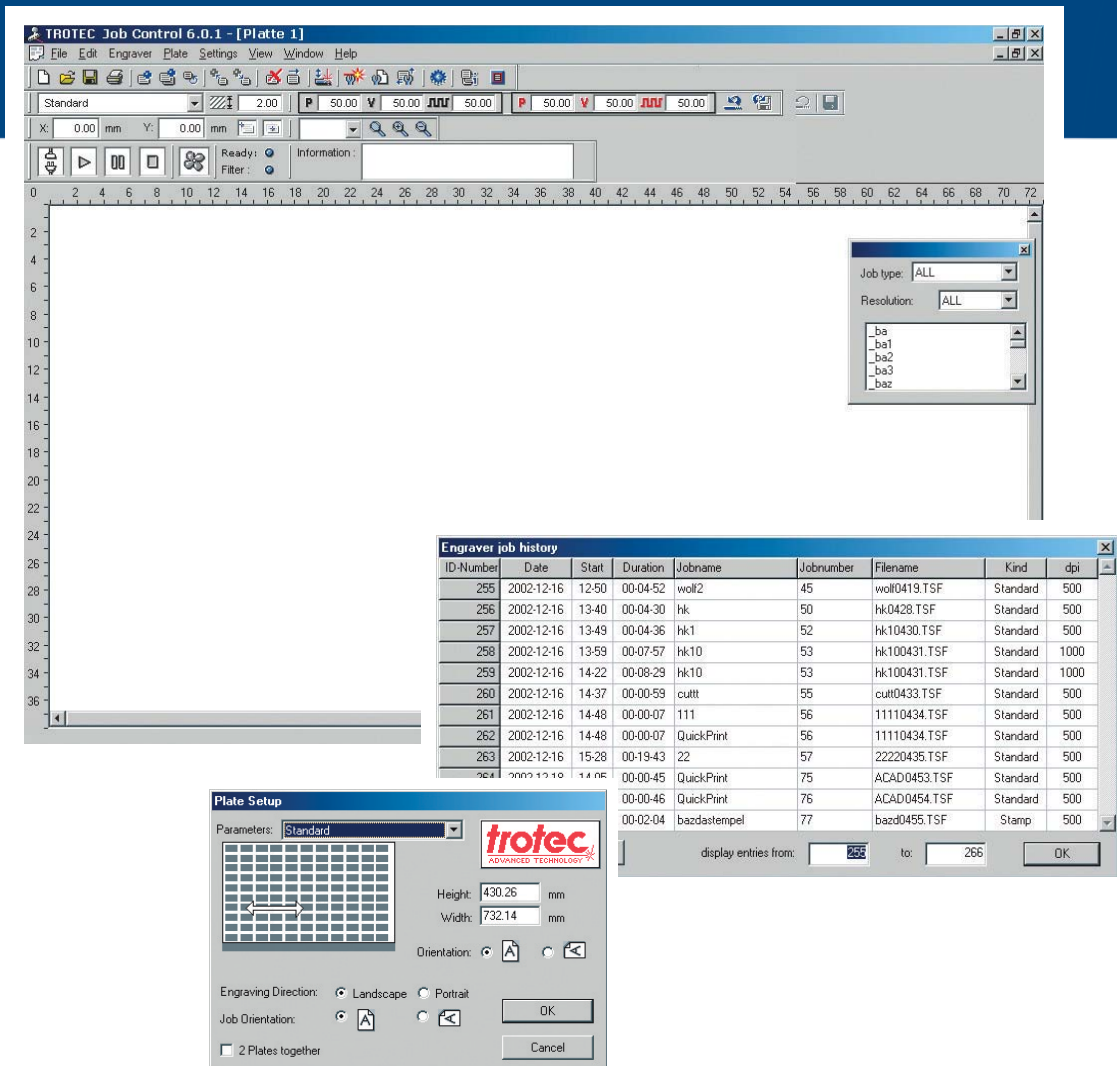 TROTEC Job Control 6.0.1 - [Platte 1]
File Edit Engraver Plate Settings View Window Help
Standard 2.00 P 50.00 V 50.00 50.00 P 50.00 V 50.00 50.00
X: 0.00 mm Y: 0.00 mm
Ready: Information:
Filter:
0 2 4 6 8 10 12 14 16 18 20 22 24 26 28 30 32 34 36 38 40 42 44 46 48 50 52 54 56 58 60 62 64 66 68 70 72
2
4
6
8
10
12
14
16
18
20
22
24
26
28
30
32
34
36
Job type: ALL
Resolution: ALL
_ba
_ba1
_ba2
_ba3
_baz
Engraver job history
ID-Number Date Start Duration Jobname Jobnumber Filename Kind dpi
255 2002-12-16 12-50 00-04-52 wolf2 45 wolf0419.TSF Standard 500
256 2002-12-16 13-40 00-04-30 hk 50 hk0428.TSF Standard 500
257 2002-12-16 13-49 00-04-36 hk1 52 hk10430.TSF Standard 500
258 2002-12-16 13-59 00-07-57 hk10 53 hk100431.TSF Standard 1000
259 2002-12-16 14-22 00-08-29 hk10 53 hk100431.TSF Standard 1000
260 2002-12-16 14-37 00-00-59 cuttt 55 cutt0433.TSF Standard 500
261 2002-12-16 14-48 00-00-07 111 56 11110434.TSF Standard 500
262 2002-12-16 14-48 00-00-07 QuickPrint 56 11110434.TSF Standard 500
263 2002-12-16 15-28 00-19-43 22 57 22220435.TSF Standard 500
264 2002-12-18 14-05 00-00-45 QuickPrint 75 ACAD0453.TSF Standard 500
00-00-46 QuickPrint 76 ACAD0454.TSF Standard 500
00-02-04 bazdastempel 77 bazd0455.TSF Stamp 500
display entries from: 255 to: 266 OK
Plate Setup
Parameters: Standard
trotec
ADVANCED TECHNOLOGY
Height: 430.26 mm
Width: 732.14 mm
Orientation: A A
Engraving Direction: Landscape Portrait
Job Orientation: A A
OK
2 Plates together
Cancel